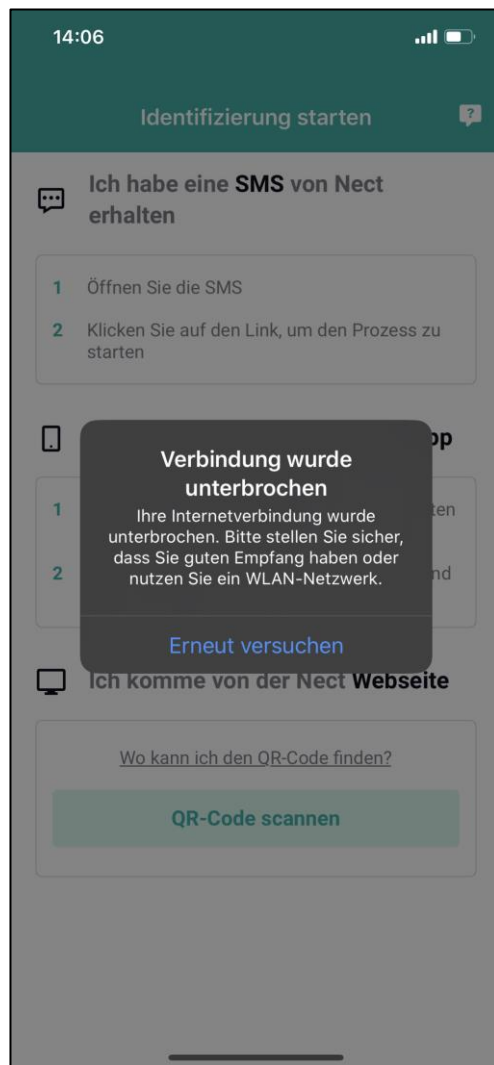 14:06
Identifizierung starten
?
Ich habe eine SMS von Nect
erhalten
1 Öffnen Sie die SMS
2 Klicken Sie auf den Link, um den Prozess zu
starten
Verbindung wurde
unterbrochen
Ihre Internetverbindung wurde
unterbrochen. Bitte stellen Sie sicher,
dass Sie guten Empfang haben oder
nutzen Sie ein WLAN-Netzwerk.
Erneut versuchen
1
2
Ich komme von der Nect Webseite
Wo kann ich den QR-Code finden?
QR-Code scannen